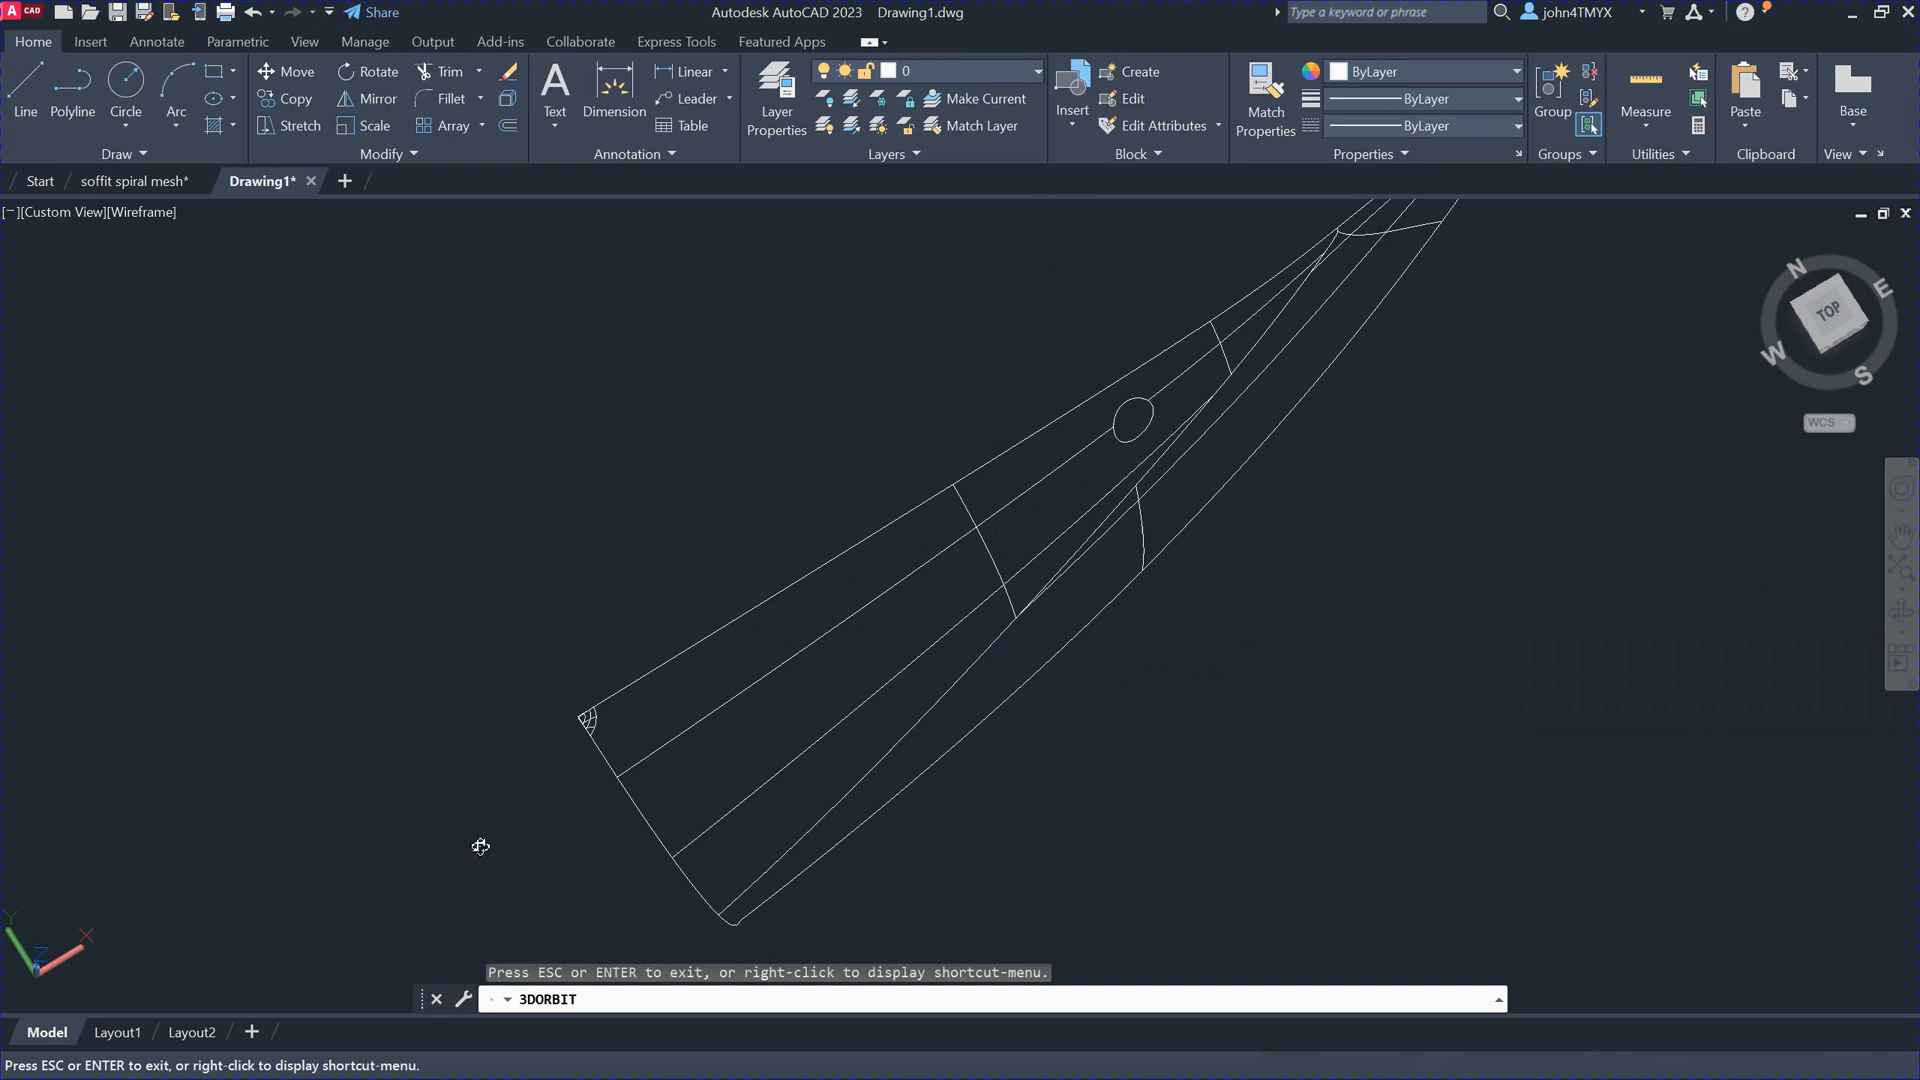 A CAD Share Autodesk AutoCAD 2023 Drawing1.dwg Type a keyword or phrase john4TMYX
Home Insert Annotate Parametric View Manage Output Add-ins Collaborate Express Tools Featured Apps
Line Polyline Circle Arc
Move Rotate Trim
Copy Mirror Fillet
Stretch Scale Array
A Text Dimension
Linear
Leader
Table
Layer Properties
0
Make Current
Match Layer
Insert
Create
Edit
Edit Attributes
Match Properties
ByLayer
ByLayer
ByLayer
Group
Measure
Paste
Base
Draw Modify Annotation Layers Block Properties Groups Utilities Clipboard View
Start soffit spiral mesh* Drawing1*
[−][Custom View][Wireframe]
N
E
TOP
W
S
WCS
Y
X
Z
Press ESC or ENTER to exit, or right-click to display shortcut-menu.
3DORBIT
Model Layout1 Layout2
Press ESC or ENTER to exit, or right-click to display shortcut-menu.